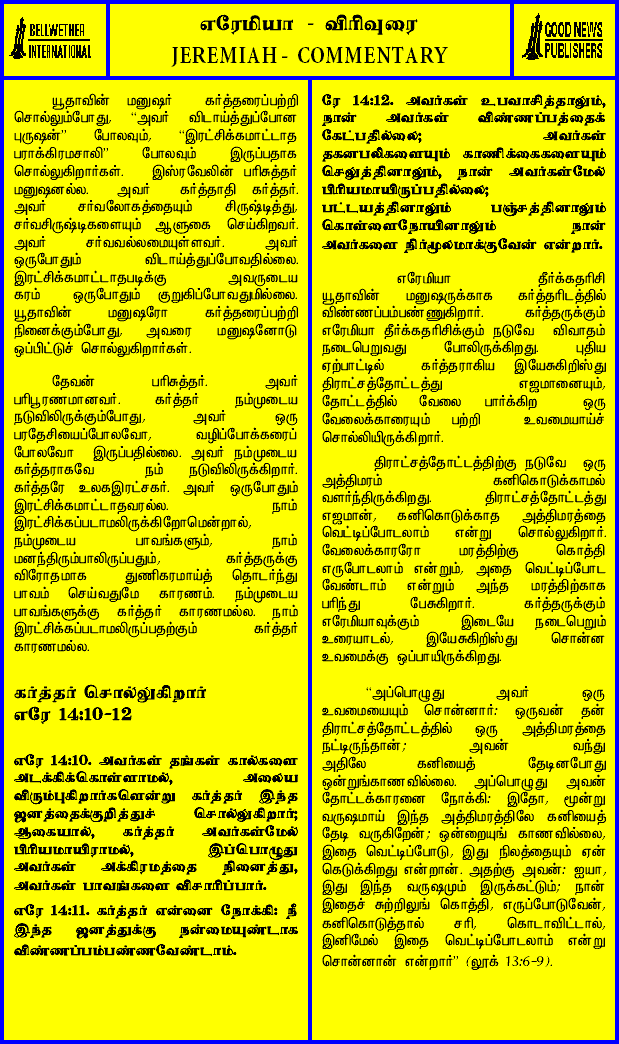 BELLWETHER
INTERNATIONAL
எரேமியா - விரிவுரை
JEREMIAH - COMMENTARY
GOOD NEWS
PUBLISHERS
யூதாவின் மனுஷர் கர்த்தரைப்பற்றி
சொல்லும்போது, “அவர் விடாய்த்துப்போன
புருஷன்” போலவும், “இரட்சிக்கமாட்டாத
பராக்கிரமசாலி” போலவும் இருப்பதாக
சொல்லுகிறார்கள். இஸ்ரவேலின் பரிசுத்தர்
மனுஷனல்ல. அவர் கர்த்தாதி கர்த்தர்.
அவர் சர்வலோகத்தையும் சிருஷ்டித்து,
சர்வசிருஷ்டிகளையும் ஆளுகை செய்கிறவர்.
அவர் சர்வவல்லமையுள்ளவர். அவர்
ஒருபோதும் விடாய்த்துப்போவதில்லை.
இரட்சிக்கமாட்டாதபடிக்கு அவருடைய
கரம் ஒருபோதும் குறுகிப்போவதுமில்லை.
யூதாவின் மனுஷரோ கர்த்தரைப்பற்றி
நினைக்கும்போது, அவரை மனுஷனோடு
ஒப்பிட்டுச் சொல்லுகிறார்கள்.
தேவன் பரிசுத்தர். அவர்
பரிபூரணமானவர். கர்த்தர் நம்முடைய
நடுவிலிருக்கும்போது, அவர் ஒரு
பரதேசியைப்போலவோ, வழிப்போக்கரைப்
போலவோ இருப்பதில்லை. அவர் நம்முடைய
கர்த்தராகவே நம் நடுவிலிருக்கிறார்.
கர்த்தரே உலகஇரட்சகர். அவர் ஒருபோதும்
இரட்சிக்கமாட்டாதவரல்ல. நாம்
இரட்சிக்கப்படாமலிருக்கிறோமென்றால்,
நம்முடைய பாவங்களும், நாம்
மனந்திரும்பாலிருப்பதும், கர்த்தருக்கு
விரோதமாக துணிகரமாய்த் தொடர்ந்து
பாவம் செய்வதுமே காரணம். நம்முடைய
பாவங்களுக்கு கர்த்தர் காரணமல்ல. நாம்
இரட்சிக்கப்படாமலிருப்பதற்கும் கர்த்தர்
காரணமல்ல.
கர்த்தர் சொல்லுகிறார்
எரே 14:10-12
எரே 14:10. அவர்கள் தங்கள் கால்களை
அடக்கிக்கொள்ளாமல், அலைய
விரும்புகிறார்களென்று கர்த்தர் இந்த
ஜனத்தைக்குறித்துச் சொல்லுகிறார்;
ஆகையால், கர்த்தர் அவர்கள்மேல்
பிரியமாயிராமல், இப்பொழுது
அவர்கள் அக்கிரமத்தை நினைத்து,
அவர்கள் பாவங்களை விசாரிப்பார்.
எரே 14:11. கர்த்தர் என்னை நோக்கி: நீ
இந்த ஜனத்துக்கு நன்மையுண்டாக
விண்ணப்பம்பண்ணவேண்டாம்.
ரே 14:12. அவர்கள் உபவாசித்தாலும்,
நான் அவர்கள் விண்ணப்பத்தைக்
கேட்பதில்லை; அவர்கள்
தகனபலிகளையும் காணிக்கைகளையும்
செலுத்தினாலும், நான் அவர்கள்மேல்
பிரியமாயிருப்பதில்லை;
பட்டயத்தினாலும் பஞ்சத்தினாலும்
கொள்ளைநோயினாலும் நான்
அவர்களை நிர்மூலமாக்குவேன் என்றார்.
எரேமியா தீர்க்கதரிசி
யூதாவின் மனுஷருக்காக கர்த்தரிடத்தில்
விண்ணப்பம்பண்ணுகிறார். கர்த்தருக்கும்
எரேமியா தீர்க்கதரிசிக்கும் நடுவே விவாதம்
நடைபெறுவது போலிருக்கிறது. புதிய
ஏற்பாட்டில் கர்த்தராகிய இயேசுகிறிஸ்து
திராட்சத்தோட்டத்து எஜமானையும்,
தோட்டத்தில் வேலை பார்க்கிற ஒரு
வேலைக்காரரையும் பற்றி உவமையாய்ச்
சொல்லியிருக்கிறார்.
திராட்சத்தோட்டத்திற்கு நடுவே ஒரு
அத்திமரம் கனிகொடுக்காமல்
வளர்ந்திருக்கிறது. திராட்சத்தோட்டத்து
எஜமான், கனிகொடுக்காத அத்திமரத்தை
வெட்டிப்போடலாம் என்று சொல்லுகிறார்.
வேலைக்காரரோ மரத்திற்கு கொத்தி
எருபோடலாம் என்றும், அதை வெட்டிப்போட
வேண்டாம் என்றும் அந்த மரத்திற்காக
பரிந்து பேசுகிறார். கர்த்தருக்கும்
எரேமியாவுக்கும் இடையே நடைபெறும்
உரையாடல், இயேசுகிறிஸ்து சொன்ன
உவமைக்கு ஒப்பாயிருக்கிறது.
“அப்பொழுது அவர் ஒரு
உவமையையும் சொன்னார்: ஒருவன் தன்
திராட்சத்தோட்டத்தில் ஒரு அத்திமரத்தை
நட்டிருந்தான்; அவன் வந்து
அதிலே கனியைத் தேடினபோது
ஒன்றுங்காணவில்லை. அப்பொழுது அவன்
தோட்டக்காரனை நோக்கி: இதோ, மூன்று
வருஷமாய் இந்த அத்திமரத்திலே கனியைத்
தேடி வருகிறேன்; ஒன்றையுங் காணவில்லை,
இதை வெட்டிப்போடு, இது நிலத்தையும் ஏன்
கெடுக்கிறது என்றான். அதற்கு அவன்: ஐயா,
இது இந்த வருஷமும் இருக்கட்டும்; நான்
இதைச் சுற்றிலுங் கொத்தி, எருப்போடுவேன்,
கனிகொடுத்தால் சரி, கொடாவிட்டால்,
இனிமேல் இதை வெட்டிப்போடலாம் என்று
சொன்னான் என்றார்” (லூக் 13:6-9).